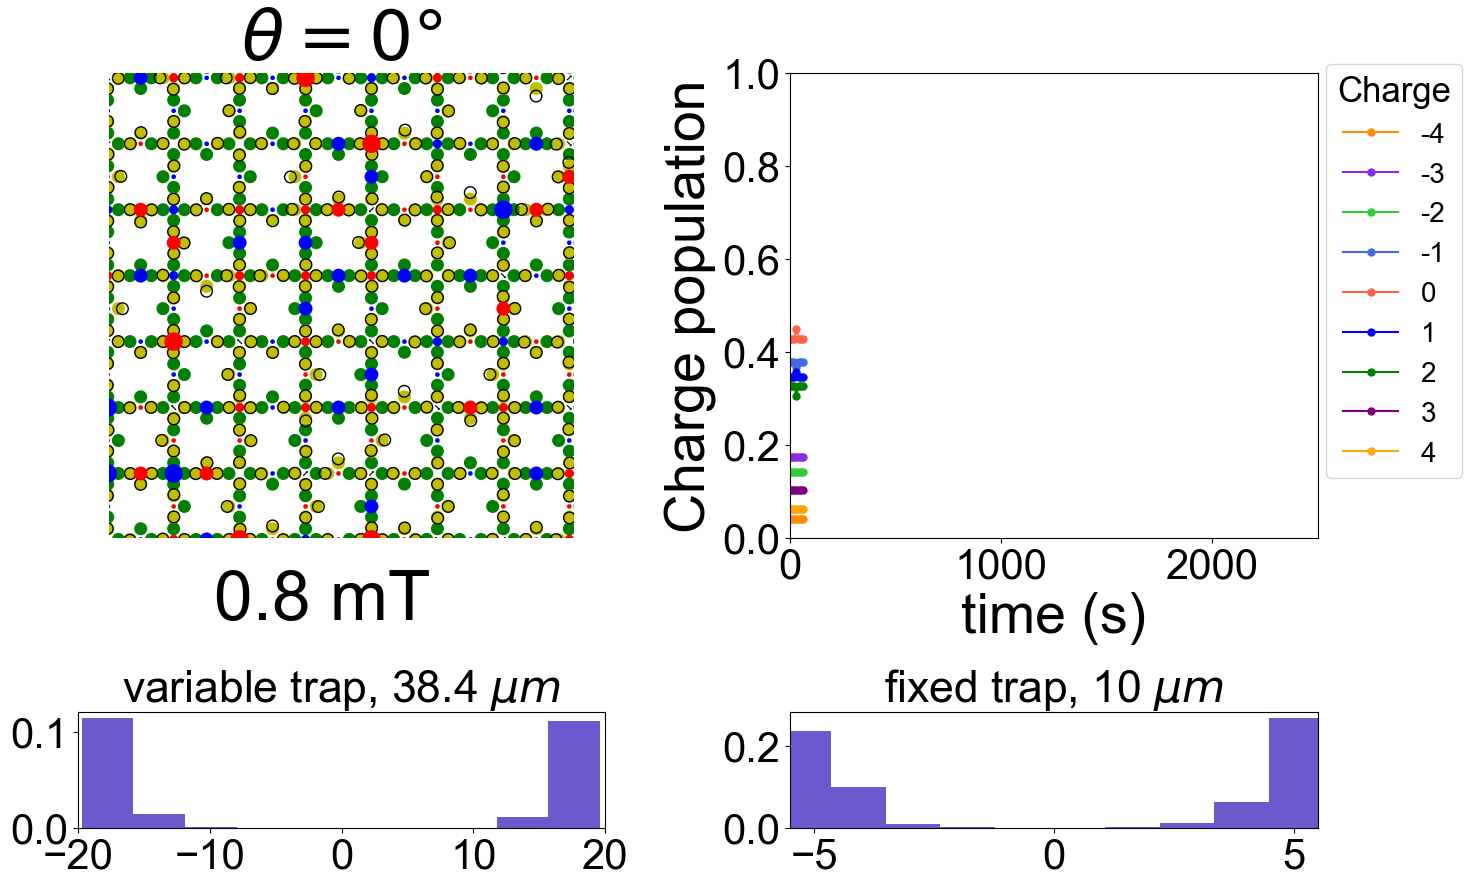 θ = 0°
0.8 mT
Charge population
1.0
0.8
0.6
0.4
0.2
0.0
0 1000 2000
time (s)
Charge
-4
-3
-2
-1
0
1
2
3
4
variable trap, 38.4 μm
0.1
0.0
−20 −10 0 10 20
fixed trap, 10 μm
0.2
0.0
−5 0 5